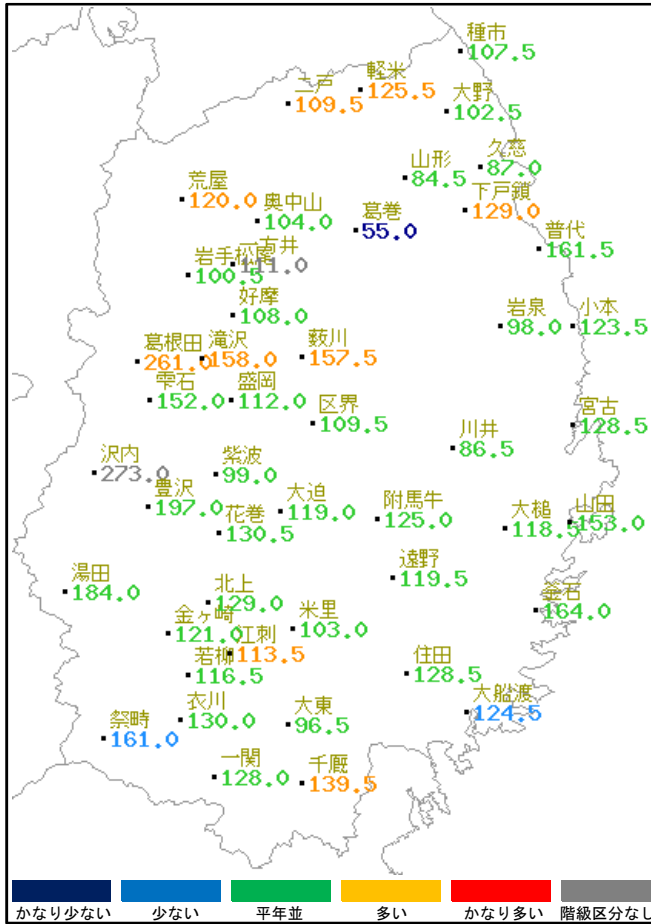 種市
107.5
軽米
125.5
二戸
109.5
大野
102.5
久慈
87.0
山形
84.5
荒屋
120.0
下戸鎖
129.0
奥中山
104.0
葛巻
55.0
普代
161.5
一方井
111.0
岩手松尾
100.5
好摩
108.0
岩泉
98.0
小本
123.5
葛根田
261.0
滝沢
158.0
薮川
157.5
雫石
152.0
盛岡
112.0
区界
109.5
宮古
128.5
川井
86.5
沢内
273.0
紫波
99.0
豊沢
197.0
大迫
119.0
附馬牛
125.0
大槌
118.5
山田
153.0
花巻
130.5
湯田
184.0
遠野
119.5
北上
129.0
釜石
164.0
金ヶ崎
121.0
米里
103.0
江刺
113.5
若柳
116.5
住田
128.5
大船渡
124.5
衣川
130.0
大東
96.5
祭畤
161.0
一関
128.0
千厩
139.5
かなり少ない 少ない 平年並 多い かなり多い 階級区分なし